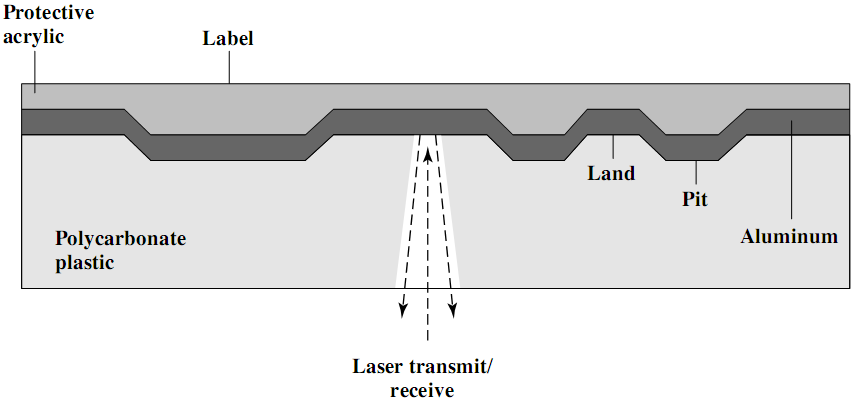 Protective
acrylic
Label
Land
Pit
Polycarbonate
plastic
Aluminum
Laser transmit/
receive